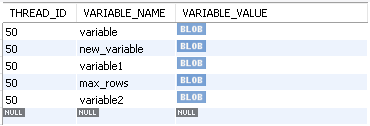 THREAD_ID VARIABLE_NAME VARIABLE_VALUE
50 variable BLOB
50 new_variable BLOB
50 variable1 BLOB
50 max_rows BLOB
50 variable2 BLOB
NULL NULL NULL